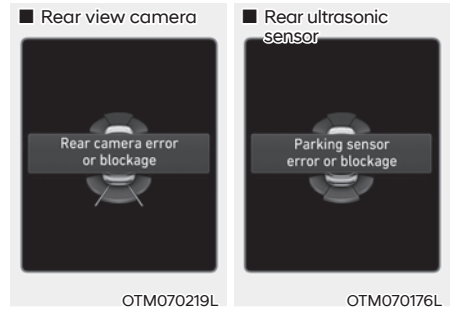 ■ Rear view camera
Rear camera error
or blockage
OTM070219L
■ Rear ultrasonic
sensor
Parking sensor
error or blockage
OTM070176L